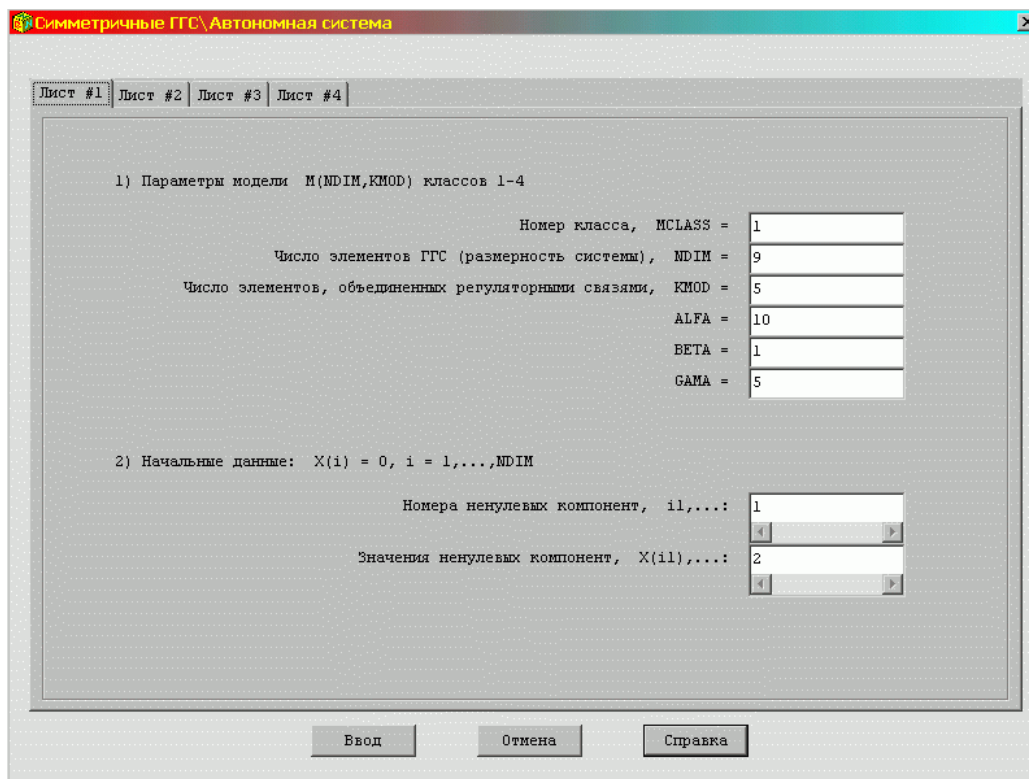 Симметричные ГГС\Автономная система
Лист #1 Лист #2 Лист #3 Лист #4
1) Параметры модели M(NDIM,KMOD) классов 1-4
Номер класса, MCLASS = 1
Число элементов ГГС (размерность системы), NDIM = 9
Число элементов, объединенных регуляторными связями, KMOD = 5
ALFA = 10
BETA = 1
GAMA = 5
2) Начальные данные: X(i) = 0, i = 1,...,NDIM
Номера ненулевых компонент, i1,...: 1
Значения ненулевых компонент, X(i1),...: 2
Ввод Отмена Справка